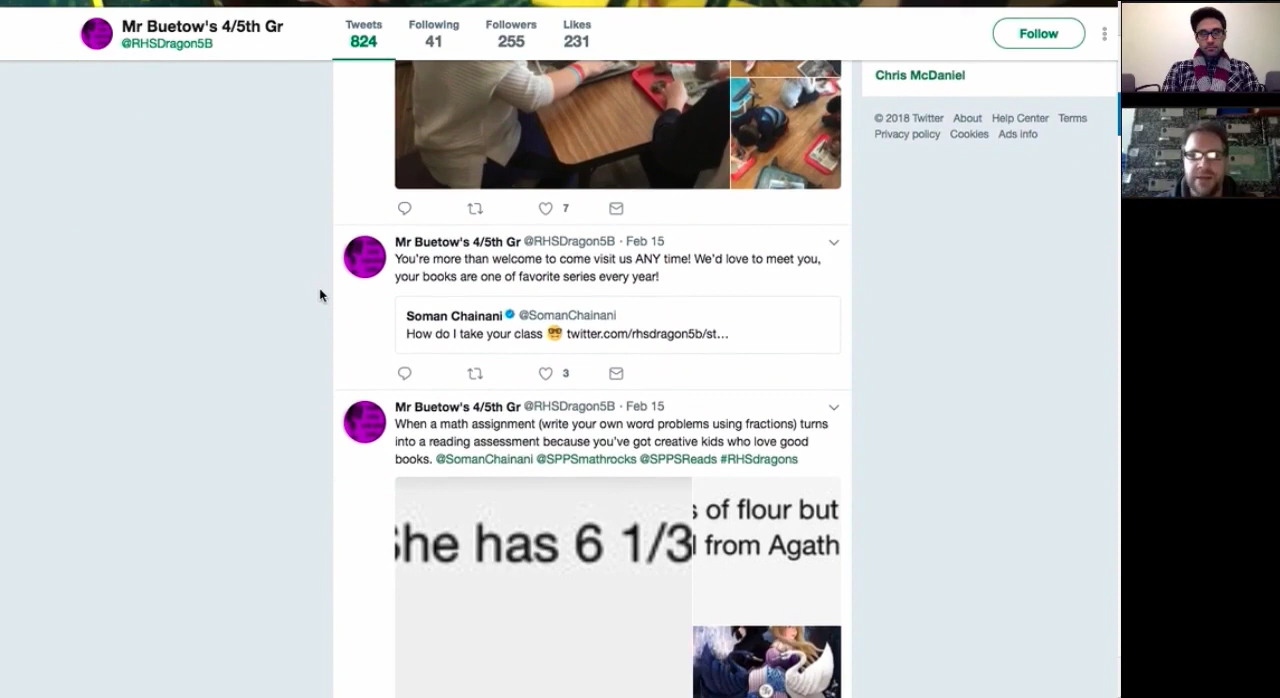 Mr Buetow's 4/5th Gr
@RHSDragon5B
Tweets
824
Following
41
Followers
255
Likes
231
Follow
Chris McDaniel
© 2018 Twitter About Help Center Terms
Privacy policy Cookies Ads info
7
Mr Buetow's 4/5th Gr @RHSDragon5B · Feb 15
You're more than welcome to come visit us ANY time! We'd love to meet you,
your books are one of favorite series every year!
Soman Chainani @SomanChainani
How do I take your class 🤓 twitter.com/rhsdragon5b/st…
3
Mr Buetow's 4/5th Gr @RHSDragon5B · Feb 15
When a math assignment (write your own word problems using fractions) turns
into a reading assessment because you've got creative kids who love good
books. @SomanChainani @SPPSmathrocks @SPPSReads #RHSdragons
She has 6 1/3
s of flour but
l from Agath